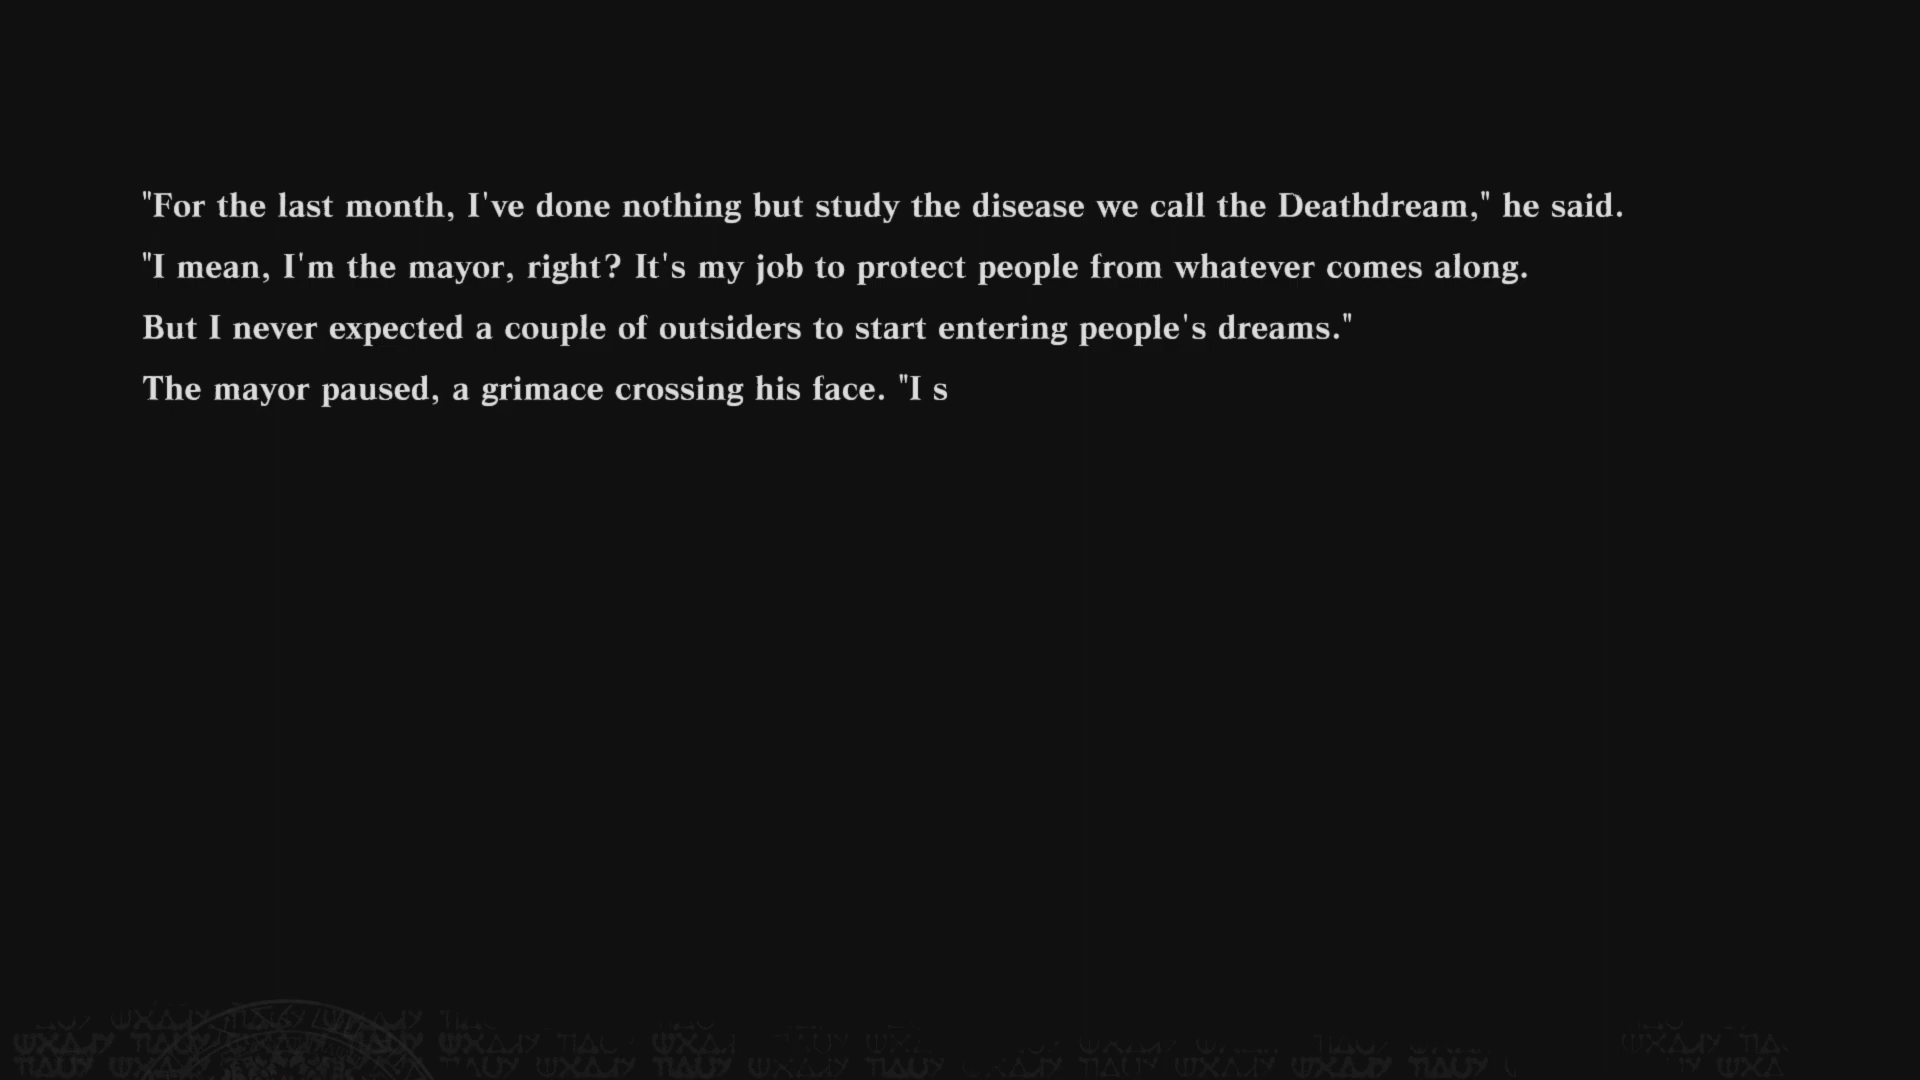 "For the last month, I've done nothing but study the disease we call the Deathdream," he said.
"I mean, I'm the mayor, right? It's my job to protect people from whatever comes along.
But I never expected a couple of outsiders to start entering people's dreams."
The mayor paused, a grimace crossing his face. "I s